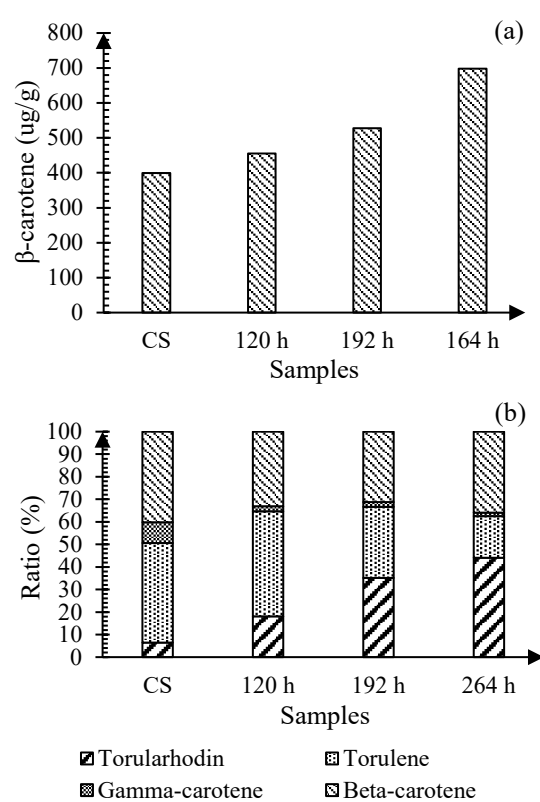 (a)
β-carotene (ug/g)
800
700
600
500
400
300
200
100
0
CS 120 h 192 h 164 h
Samples
(b)
Ratio (%)
100
90
80
70
60
50
40
30
20
10
0
CS 120 h 192 h 264 h
Samples
Torularhodin Torulene
Gamma-carotene Beta-carotene